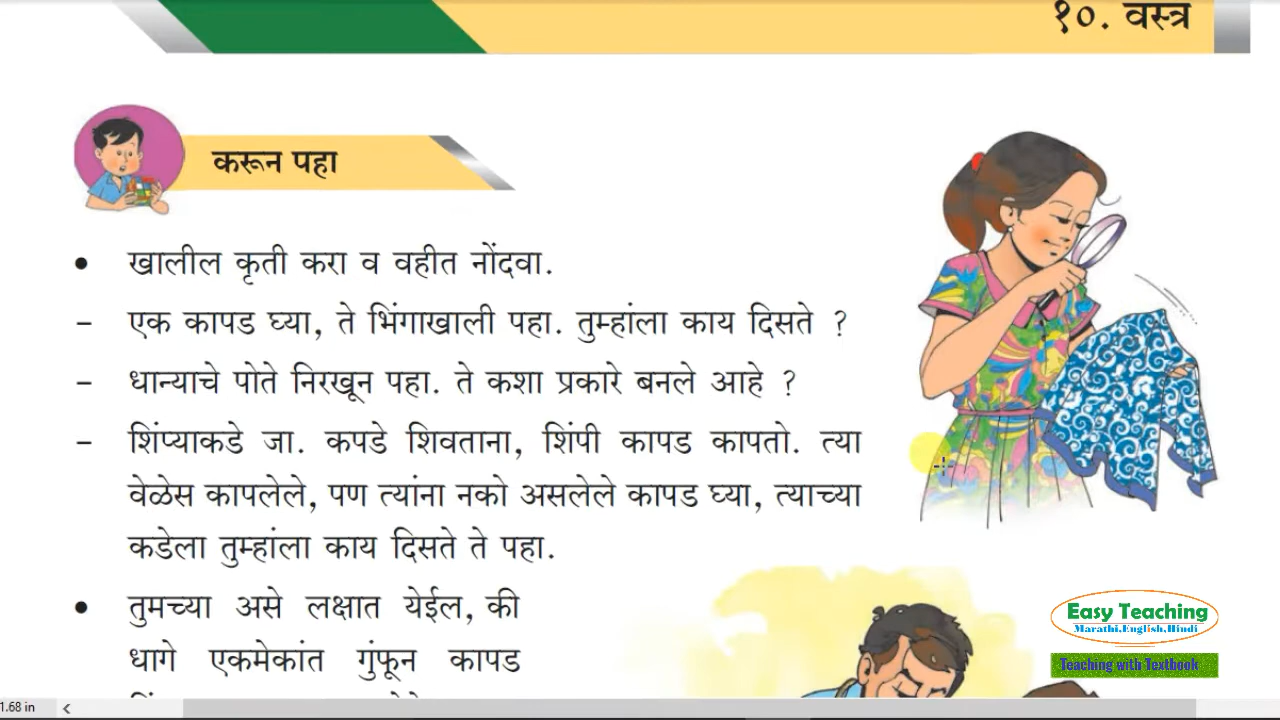 १०. वस्त्र
करून पहा
• खालील कृती करा व वहीत नोंदवा.
– एक कापड घ्या, ते भिंगाखाली पहा. तुम्हांला काय दिसते ?
– धान्याचे पोते निरखून पहा. ते कशा प्रकारे बनले आहे ?
– शिंप्याकडे जा. कपडे शिवताना, शिंपी कापड कापतो. त्या
वेळेस कापलेले, पण त्यांना नको असलेले कापड घ्या, त्याच्या
कडेला तुम्हांला काय दिसते ते पहा.
• तुमच्या असे लक्षात येईल, की
धागे एकमेकांत गुंफून कापड
Easy Teaching
Marathi,English,Hindi
Teaching with Textbook
1.68 in